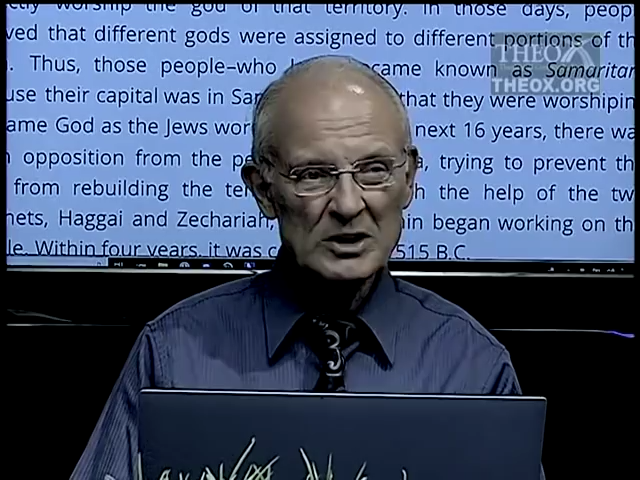 ctly worship the god of that territory. In those days, peop
ved that different gods were assigned to different portions of th
. Thus, those people–who came known as Samaritan
use their capital was in Sar that they were worshipin
ame God as the Jews wor next 16 years, there wa
opposition from the pe a, trying to prevent th
from rebuilding the te h the help of the tw
hets, Haggai and Zechariah, in began working on th
le. Within four years, it was c 515 B.C.
THEOX
THEOX.ORG